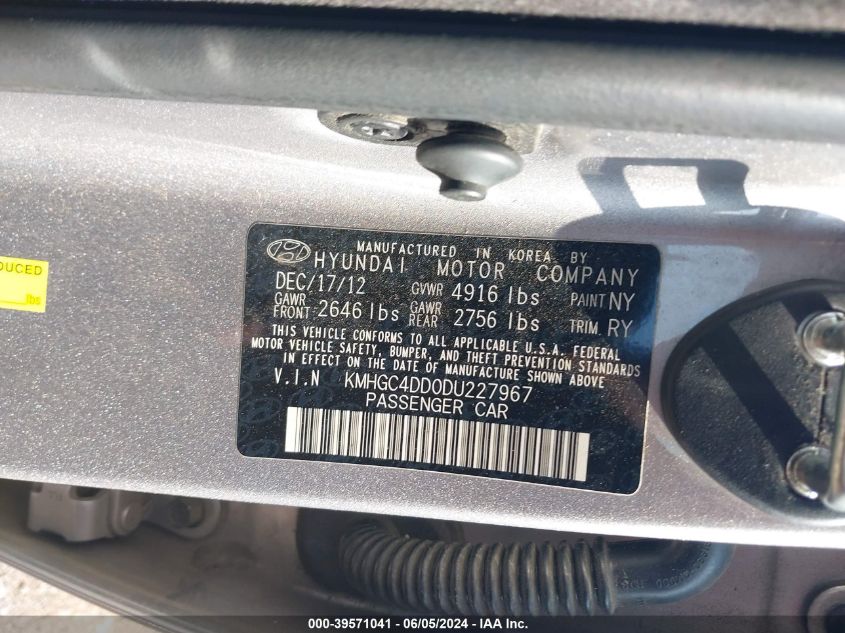 DUCED
lbs
MANUFACTURED IN KOREA BY
HYUNDAI MOTOR COMPANY
DEC/17/12 GVWR 4916 lbs PAINT NY
GAWR FRONT 2646 lbs GAWR REAR 2756 lbs TRIM RY
THIS VEHICLE CONFORMS TO ALL APPLICABLE U.S.A. FEDERAL
MOTOR VEHICLE SAFETY, BUMPER, AND THEFT PREVENTION STANDARDS
IN EFFECT ON THE DATE OF MANUFACTURE SHOWN ABOVE
V.I.N KMHGC4DD0DU227967
PASSENGER CAR
000-39571041 - 06/05/2024 - IAA Inc.